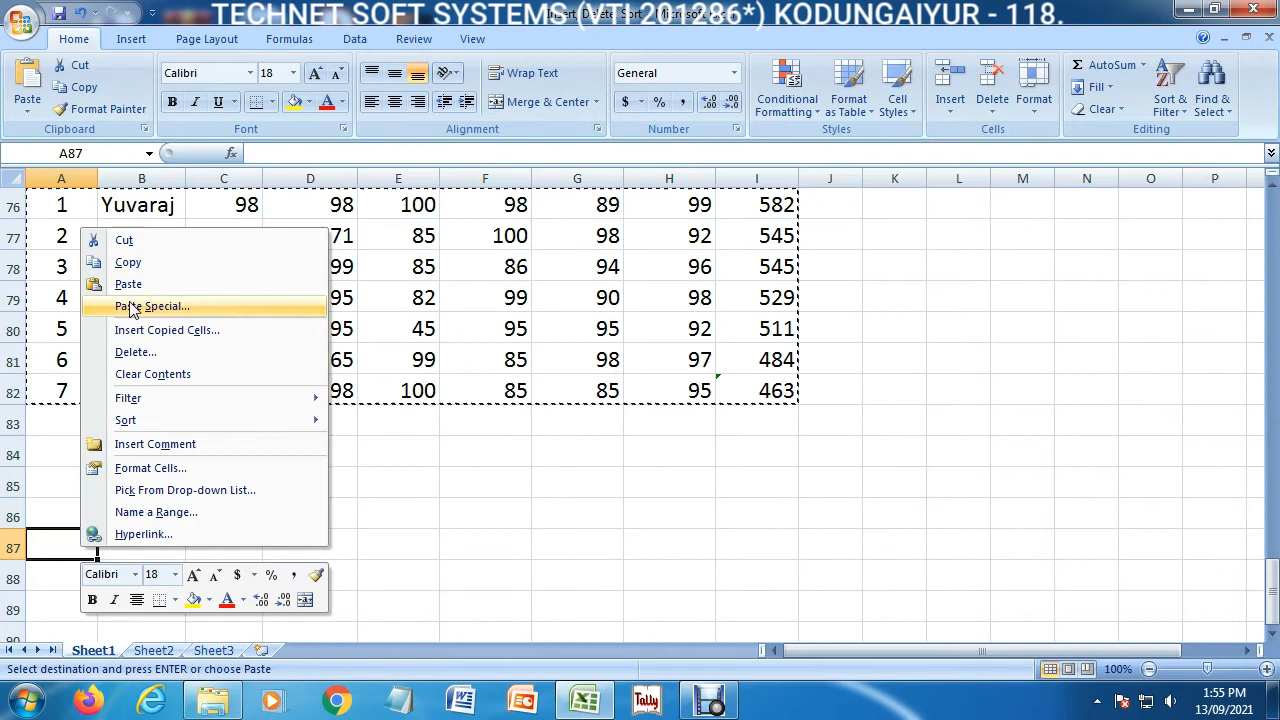 TECHNET SOFT SYSTEMS (VM 201286*) KODUNGAIYUR - 118.
Home Insert Page Layout Formulas Data Review View
Paste
Cut
Copy
Format Painter
Clipboard
Calibri 18
B I U
Font
Wrap Text
Merge & Center
Alignment
General
$ % ,
Number
Conditional Formatting
Format as Table
Cell Styles
Styles
Insert Delete Format
Cells
AutoSum
Fill
Clear
Sort & Filter
Find & Select
Editing
A87 fx
A B C D E F G H I J K L M N O P
76 1 Yuvaraj 98 98 100 98 89 99 582
77 2 71 85 100 98 92 545
78 3 99 85 86 94 96 545
79 4 95 82 99 90 98 529
80 5 95 45 95 95 92 511
81 6 65 99 85 98 97 484
82 7 98 100 85 85 95 463
83
84
85
86
87
88
89
90
Cut
Copy
Paste
Paste Special...
Insert Copied Cells...
Delete...
Clear Contents
Filter
Sort
Insert Comment
Format Cells...
Pick From Drop-down List...
Name a Range...
Hyperlink...
Calibri 18 A A $ % ,
B I A
Sheet1 Sheet2 Sheet3
Select destination and press ENTER or choose Paste
100%
Tally
1:55 PM
13/09/2021